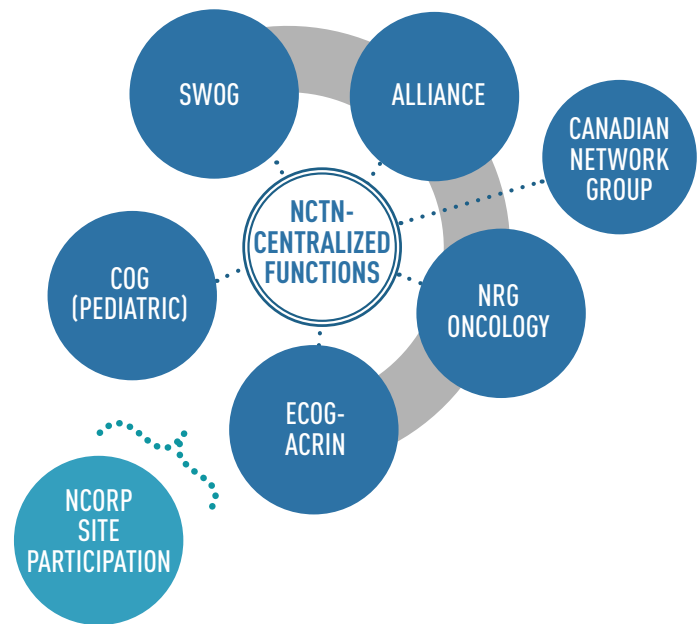 SWOG
ALLIANCE
CANADIAN
NETWORK
GROUP
NCTN-
CENTRALIZED
FUNCTIONS
COG
(PEDIATRIC)
NRG
ONCOLOGY
ECOG-
ACRIN
NCORP
SITE
PARTICIPATION